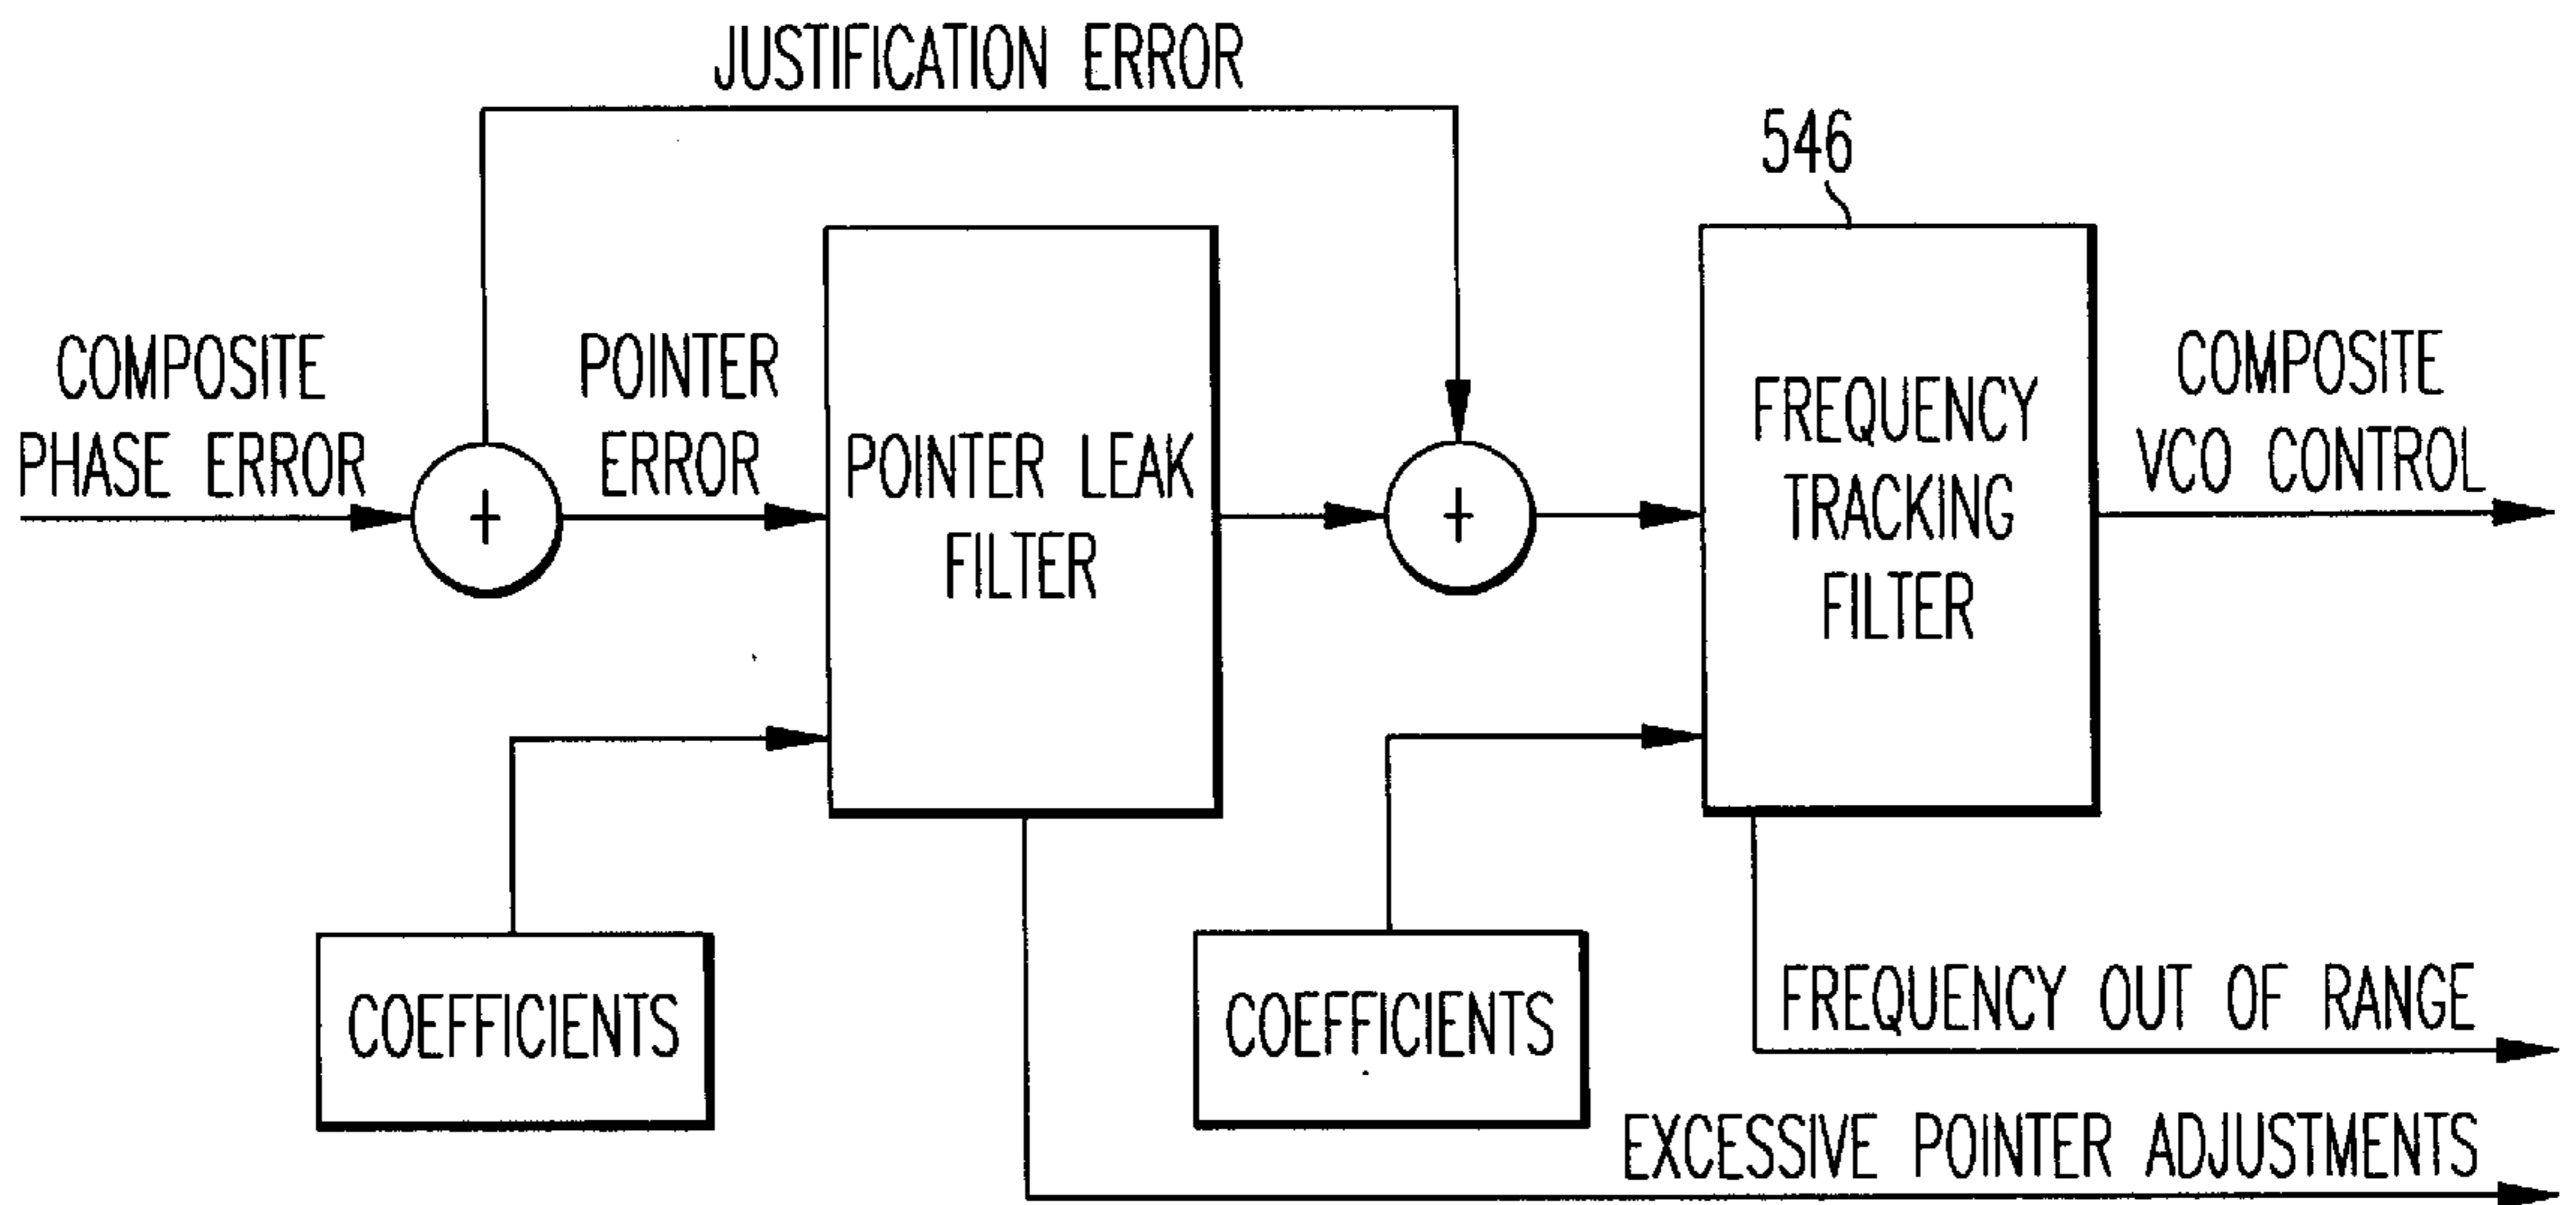 JUSTIFICATION ERROR
546
COMPOSITE
PHASE ERROR
POINTER
ERROR
+
POINTER LEAK
FILTER
+
FREQUENCY
TRACKING
FILTER
COMPOSITE
VCO CONTROL
COEFFICIENTS
COEFFICIENTS
FREQUENCY OUT OF RANGE
EXCESSIVE POINTER ADJUSTMENTS